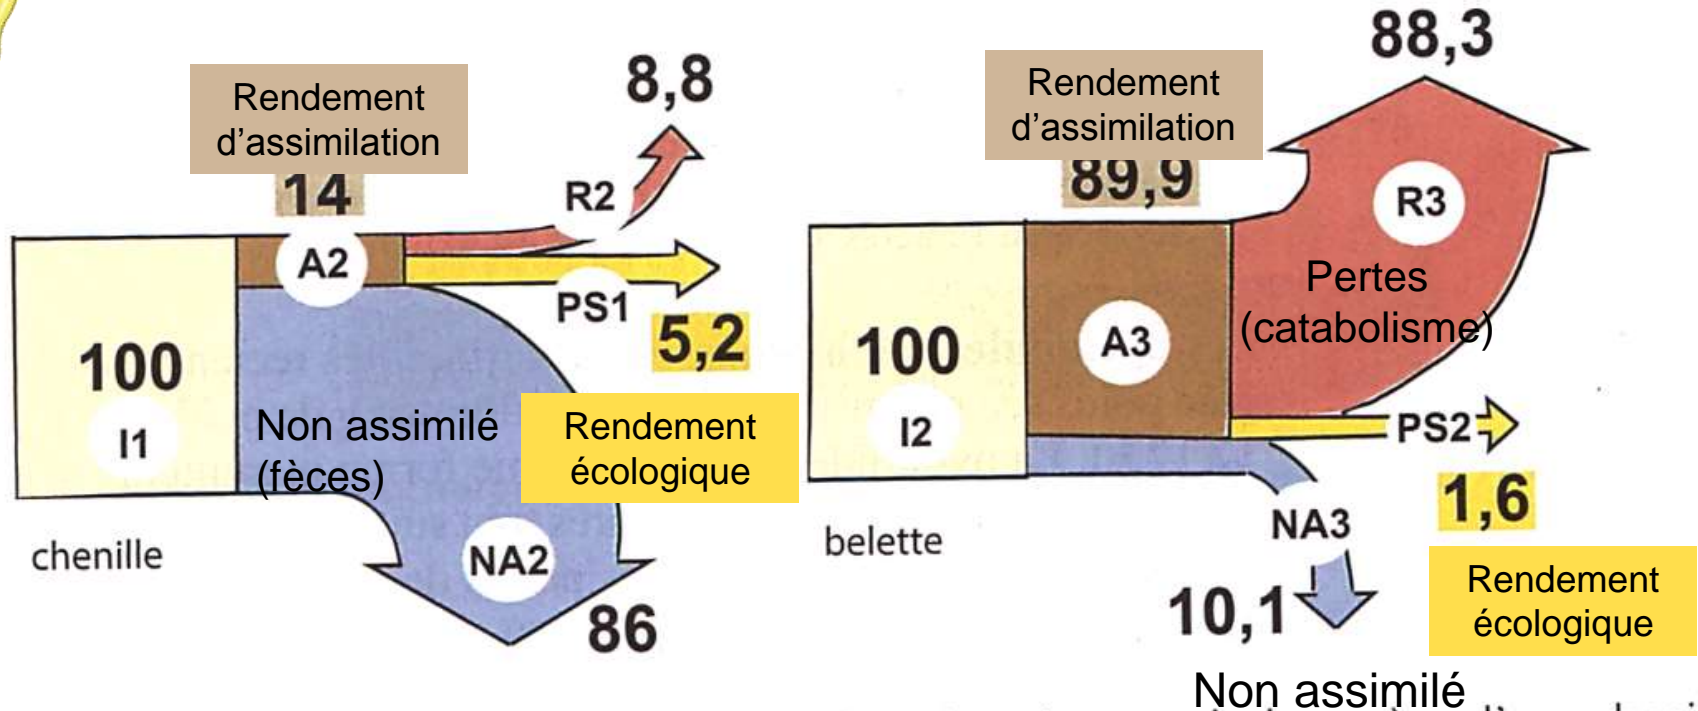 Rendement
d'assimilation
14
8,8
R2
A2
PS1
5,2
100
I1
Non assimilé
(fèces)
Rendement
écologique
chenille
NA2
86
88,3
Rendement
d'assimilation
89,9
R3
Pertes
(catabolisme)
100
I2
A3
PS2
1,6
belette
NA3
10,1
Rendement
écologique
Non assimilé